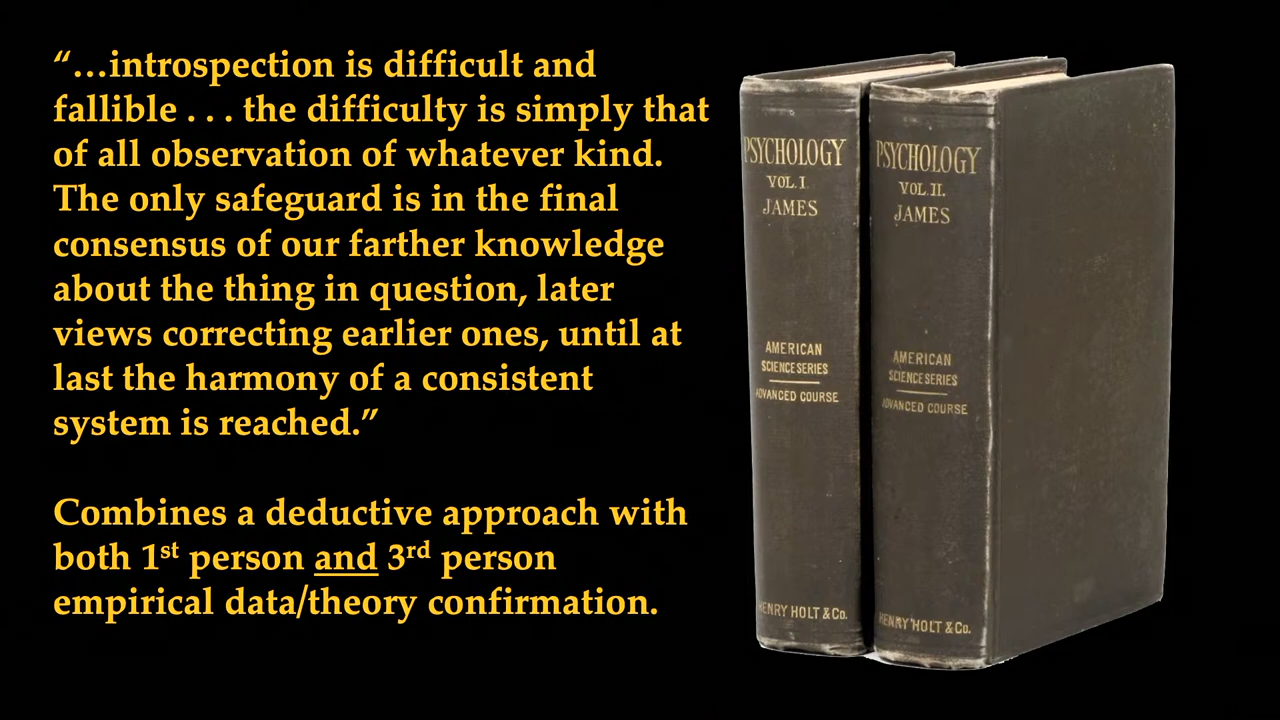 “…introspection is difficult and
fallible . . . the difficulty is simply that
of all observation of whatever kind.
The only safeguard is in the final
consensus of our farther knowledge
about the thing in question, later
views correcting earlier ones, until at
last the harmony of a consistent
system is reached.”
Combines a deductive approach with
both 1st person and 3rd person
empirical data/theory confirmation.
PSYCHOLOGY
VOL. I.
JAMES
AMERICAN
SCIENCE SERIES
ADVANCED COURSE
HENRY HOLT & Co.
PSYCHOLOGY
VOL. II.
JAMES
AMERICAN
SCIENCE SERIES
ADVANCED COURSE
HENRY HOLT & Co.